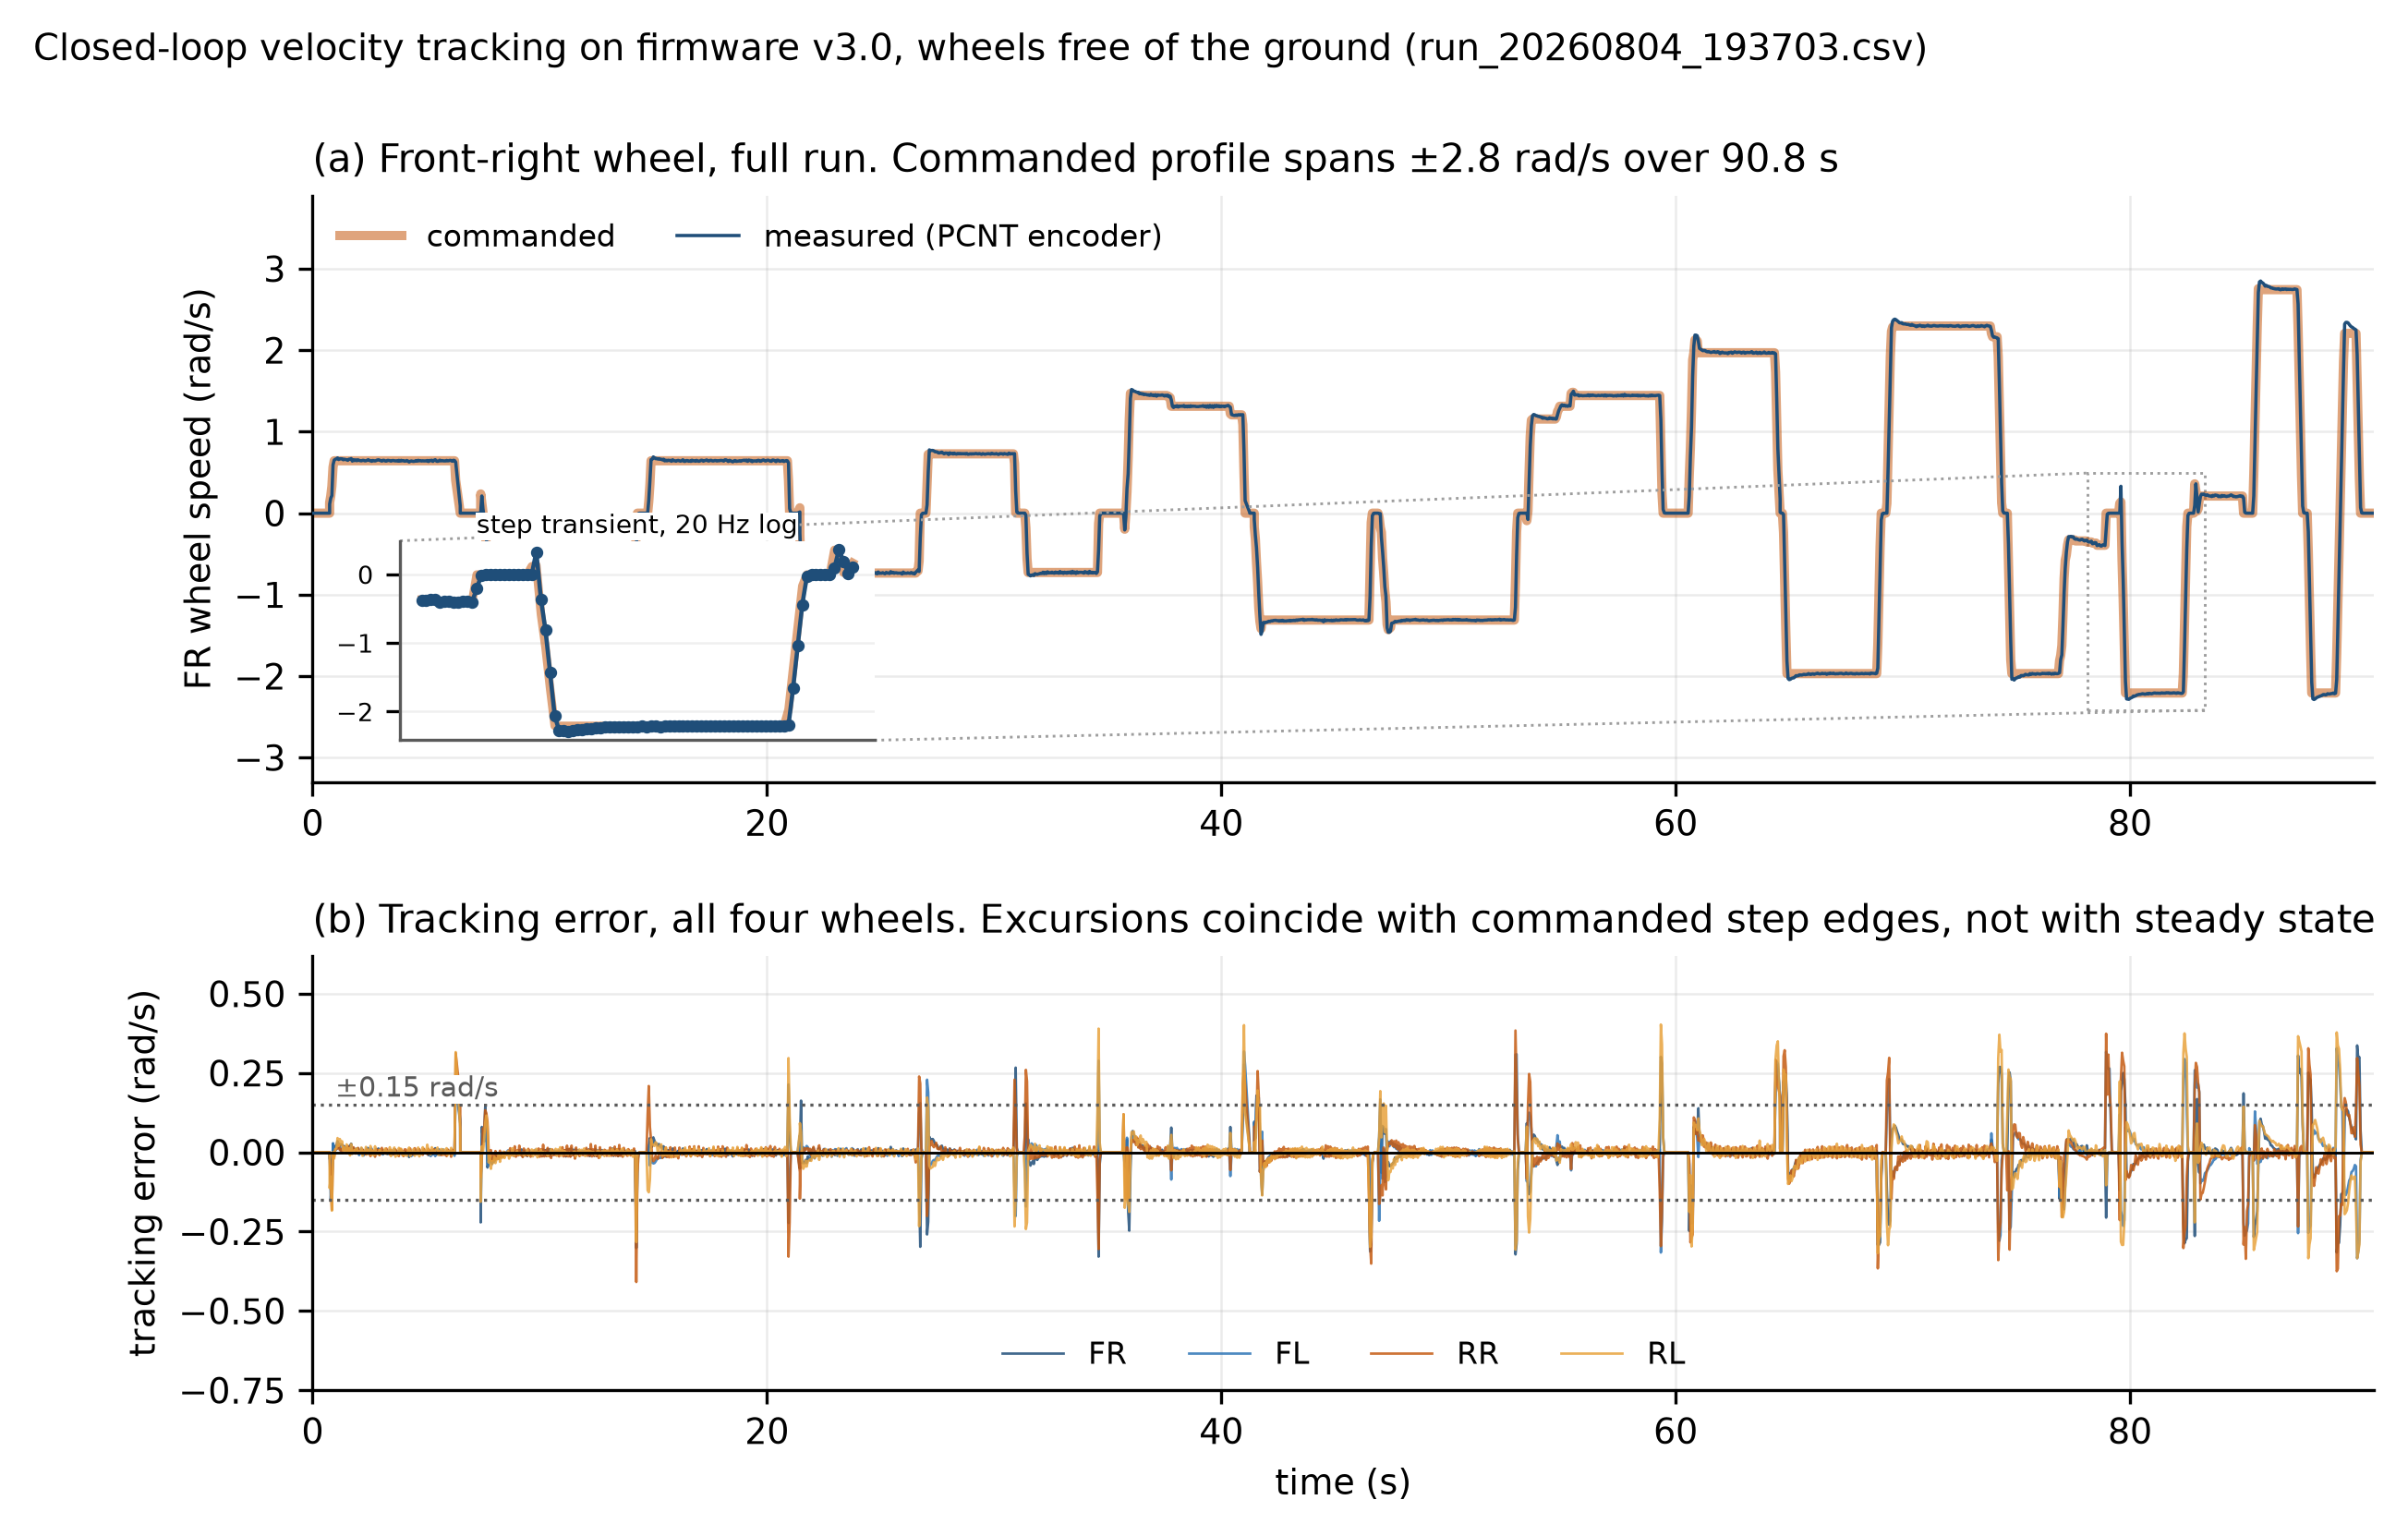 Closed-loop velocity tracking on firmware v3.0, wheels free of the ground (run_20260804_193703.csv)
(a) Front-right wheel, full run. Commanded profile spans ±2.8 rad/s over 90.8 s
commanded
measured (PCNT encoder)
FR wheel speed (rad/s)
3
2
1
0
−1
−2
−3
step transient, 20 Hz log
0
−1
−2
0
20
40
60
80
(b) Tracking error, all four wheels. Excursions coincide with commanded step edges, not with steady state
tracking error (rad/s)
0.50
0.25
0.00
−0.25
−0.50
−0.75
±0.15 rad/s
FR
FL
RR
RL
0
20
40
60
80
time (s)